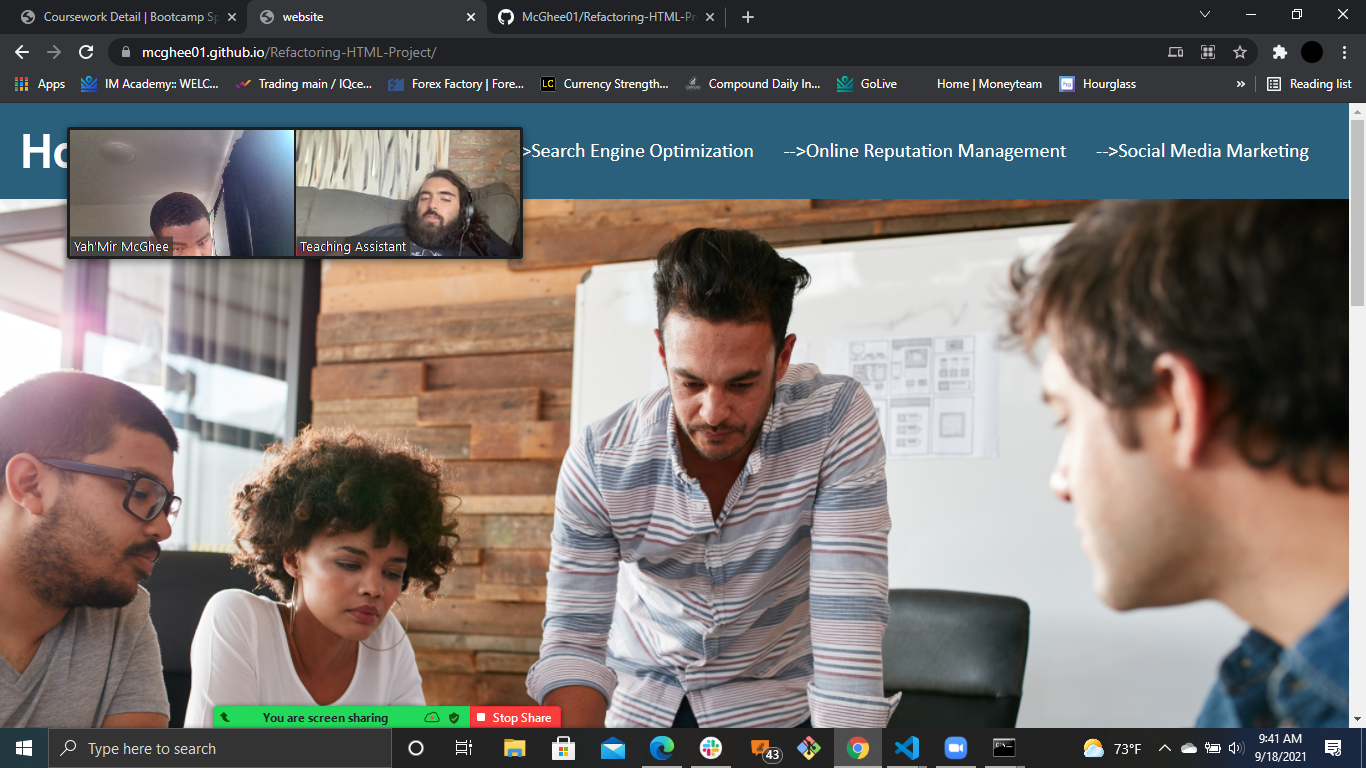 Coursework Detail | Bootcamp Sp
website
McGhee01/Refactoring-HTML-Pr
mcghee01.github.io/Refactoring-HTML-Project/
Apps
IM Academy:: WELC...
Trading main / IQce...
Forex Factory | Fore...
LC
Currency Strength...
Compound Daily In...
GoLive
Home | Moneyteam
Hourglass
»
Reading list
Ho
>Search Engine Optimization
-->Online Reputation Management
-->Social Media Marketing
Yah'Mir McGhee
Teaching Assistant
You are screen sharing
Stop Share
Type here to search
43
73°F
9:41 AM
9/18/2021